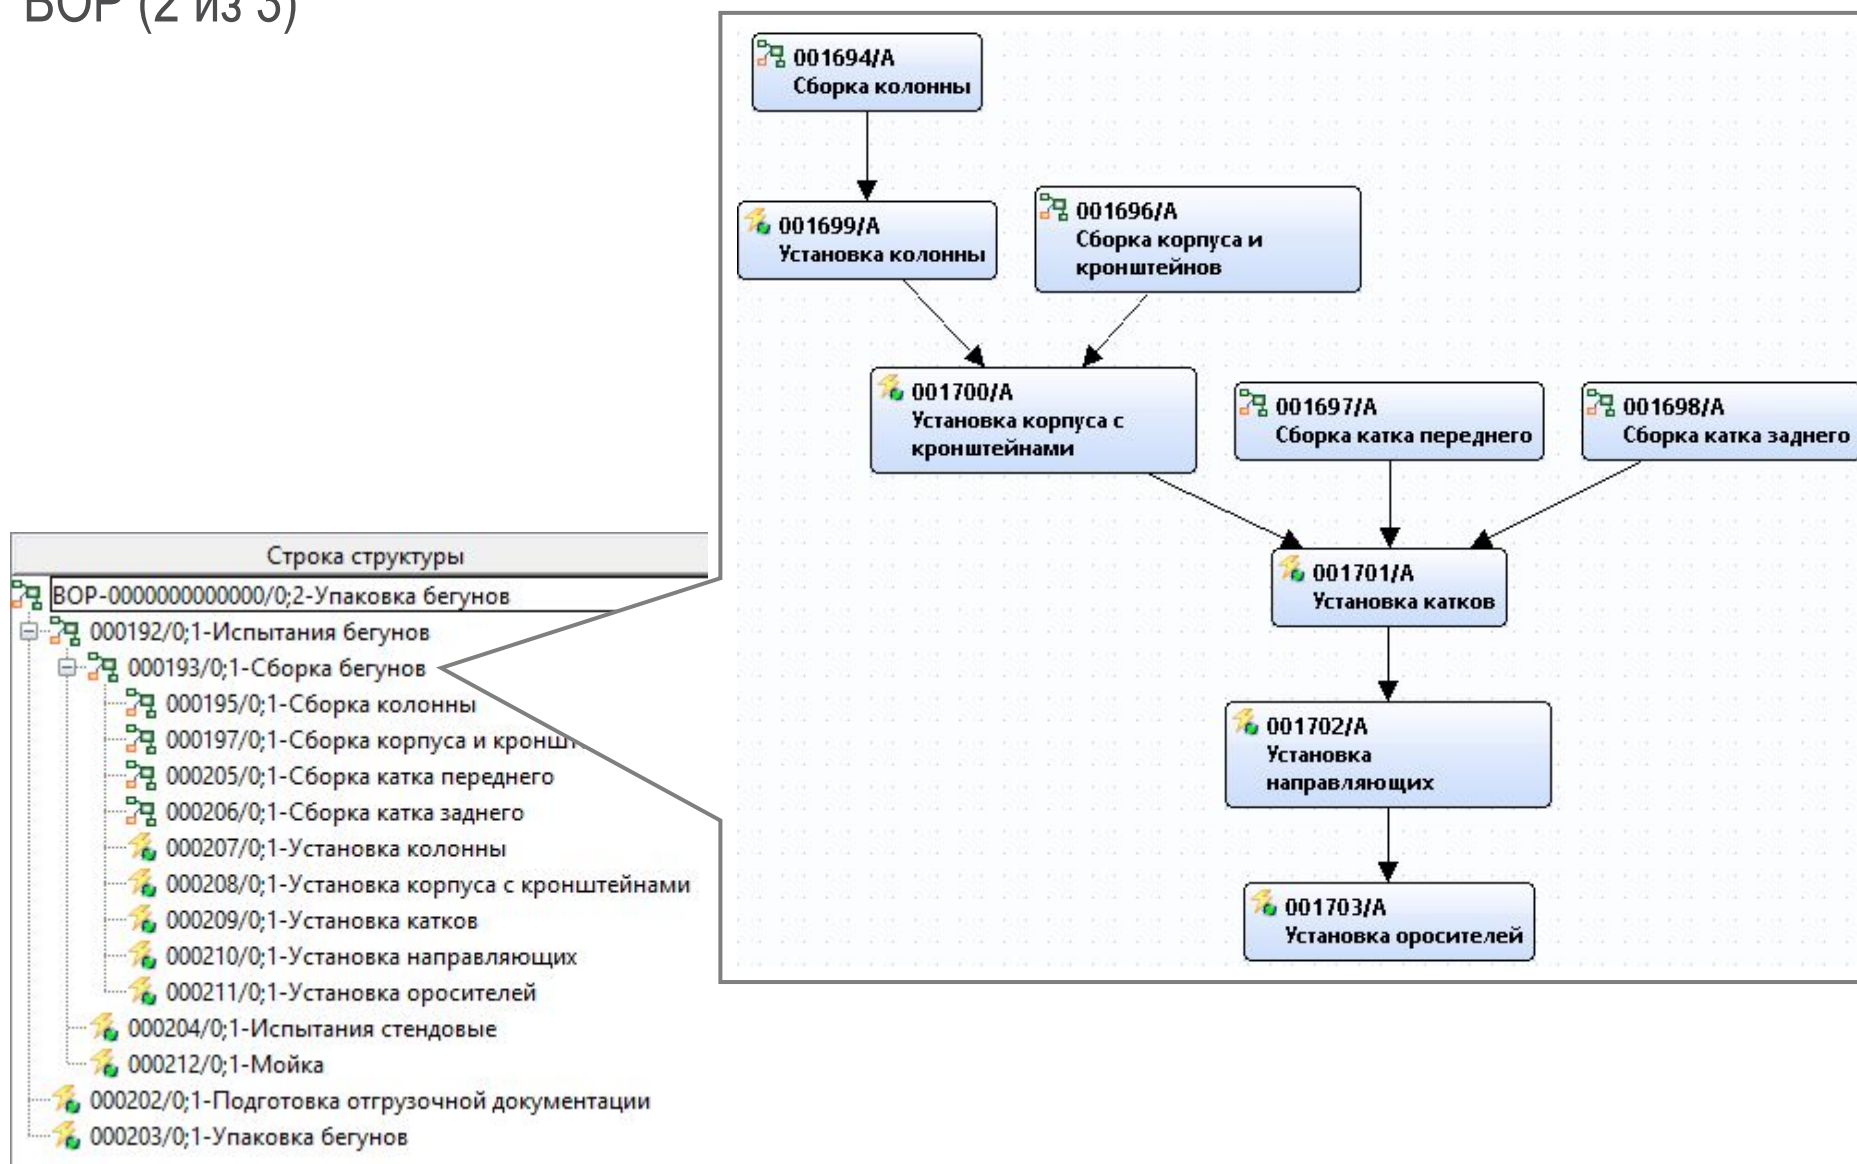 BOP (2 из 3)
001694/A
Сборка колонны
001699/A
Установка колонны
001696/A
Сборка корпуса и
кронштейнов
001700/A
Установка корпуса с
кронштейнами
001697/A
Сборка катка переднего
001698/A
Сборка катка заднего
001701/A
Установка катков
001702/A
Установка
направляющих
001703/A
Установка оросителей
Строка структуры
BOP-0000000000000/0;2-Упаковка бегунов
000192/0;1-Испытания бегунов
000193/0;1-Сборка бегунов
000195/0;1-Сборка колонны
000197/0;1-Сборка корпуса и кроншт
000205/0;1-Сборка катка переднего
000206/0;1-Сборка катка заднего
000207/0;1-Установка колонны
000208/0;1-Установка корпуса с кронштейнами
000209/0;1-Установка катков
000210/0;1-Установка направляющих
000211/0;1-Установка оросителей
000204/0;1-Испытания стендовые
000212/0;1-Мойка
000202/0;1-Подготовка отгрузочной документации
000203/0;1-Упаковка бегунов